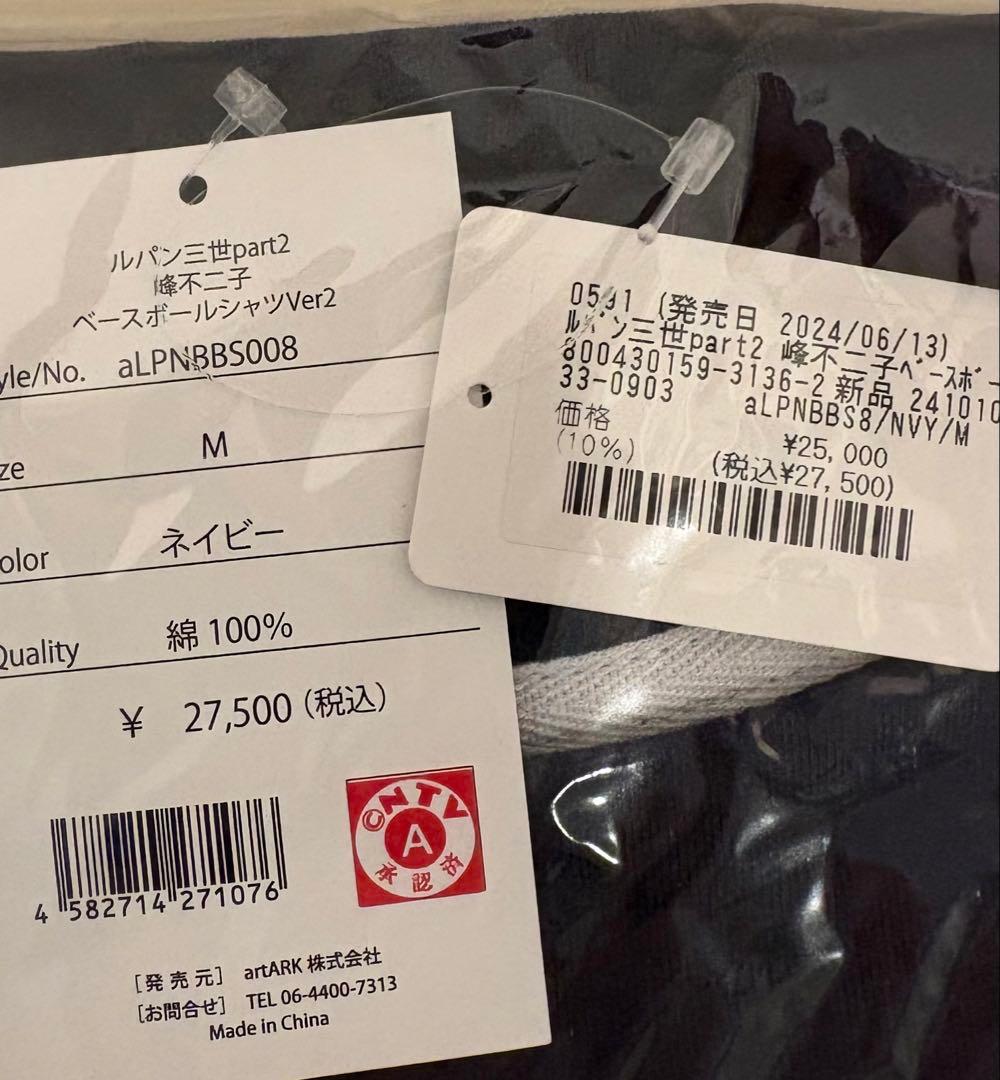 ルパン三世part2
峰不二子
ベースボールシャツVer2
yle/No. aLPNBBS008
ze M
olor ネイビー
Quality 綿 100%
¥ 27,500 (税込)
©NTV
A
承認済
4 582714 271076
[発売元] artARK 株式会社
[お問合せ] TEL 06-4400-7313
Made in China
(発売日 2024/06/13)
ルパン三世part2 峰不二子ベースボー
800430159-3136-2 新品 241010
33-0903 aLPNBBS8/NVY/M
価格 ¥25,000
(10%) (税込¥27,500)